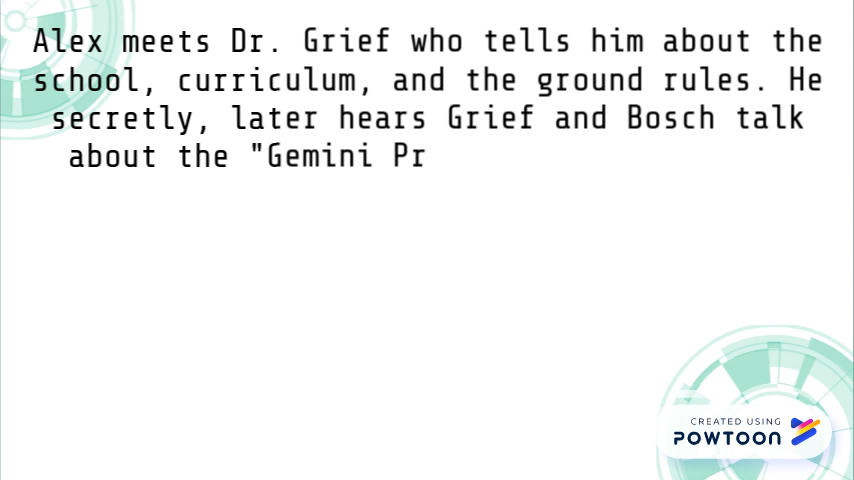 Alex meets Dr. Grief who tells him about the
school, curriculum, and the ground rules. He
secretly, later hears Grief and Bosch talk
about the "Gemini Pr
CREATED USING
POWTOON